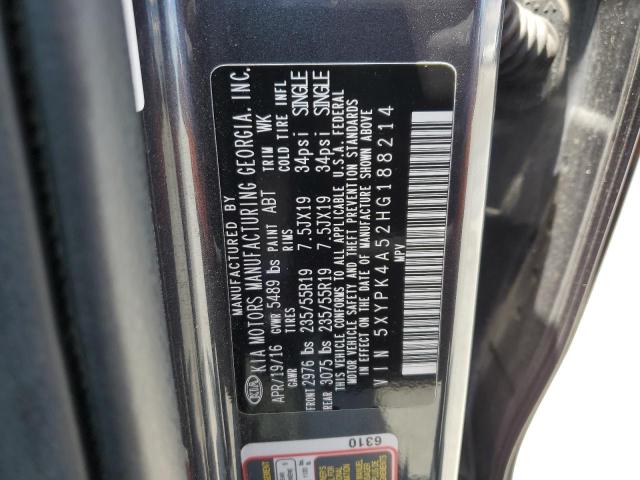 MANUFACTURED BY
KIA KIA MOTORS MANUFACTURING GEORGIA, INC.
APR/19/16 GVWR 5489 lbs PAINT ABT TRIM WK
GAWR TIRES RIMS COLD TIRE INFL
FRONT 2976 lbs 235/55R19 7.5JX19 34psi SINGLE
REAR 3075 lbs 235/55R19 7.5JX19 34psi SINGLE
THIS VEHICLE CONFORMS TO ALL APPLICABLE U.S.A. FEDERAL
MOTOR VEHICLE SAFETY AND THEFT PREVENTION STANDARDS
IN EFFECT ON THE DATE OF MANUFACTURE SHOWN ABOVE
VIN 5XYPK4A52HG188214
MPV
6310